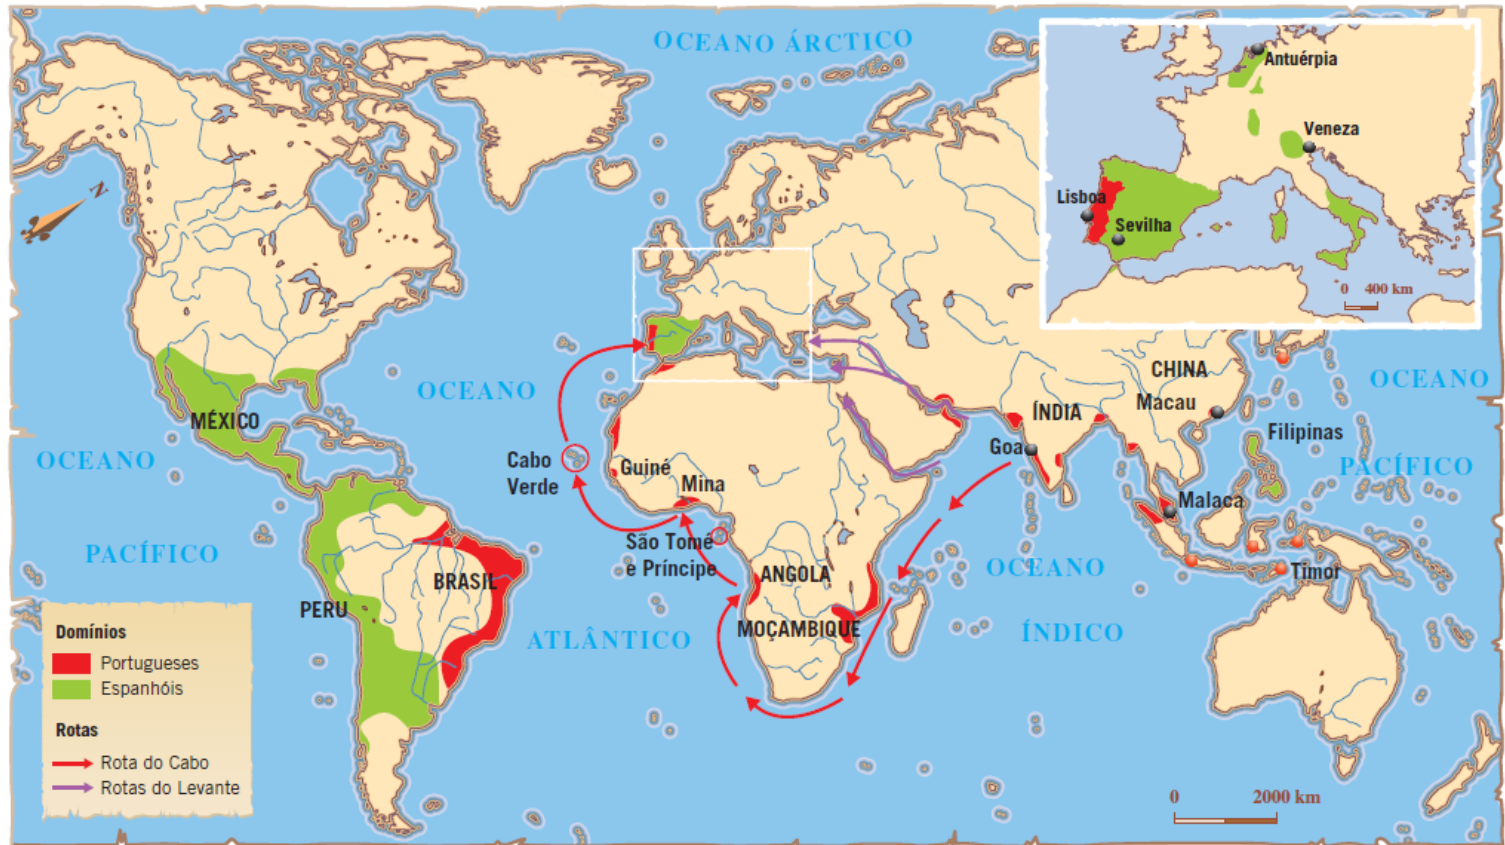 OCEANO ÁRCTICO
Antuérpia
Veneza
Lisboa
Sevilha
0 400 km
N
CHINA
OCEANO
OCEANO
MÉXICO
Macau
ÍNDIA
Filipinas
Goa
OCEANO
PACÍFICO
Cabo
Verde
Guiné
Mina
Malaca
São Tomé
e Príncipe
PACÍFICO
BRASIL
ANGOLA
OCEANO
Timor
PERU
MOÇAMBIQUE
ÍNDICO
ATLÂNTICO
Domínios
Portugueses
Espanhóis
Rotas
Rota do Cabo
Rotas do Levante
0 2000 km